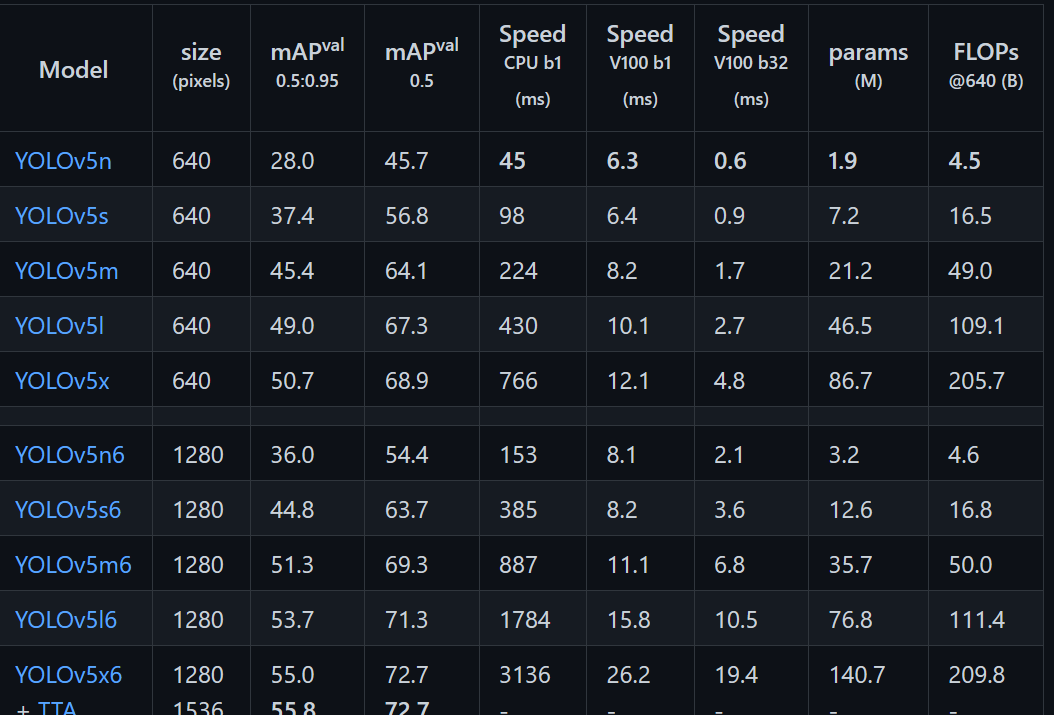 Model size (pixels) mAPval 0.5:0.95 mAPval 0.5 Speed CPU b1 (ms) Speed V100 b1 (ms) Speed V100 b32 (ms) params (M) FLOPs @640 (B)
YOLOv5n 640 28.0 45.7 45 6.3 0.6 1.9 4.5
YOLOv5s 640 37.4 56.8 98 6.4 0.9 7.2 16.5
YOLOv5m 640 45.4 64.1 224 8.2 1.7 21.2 49.0
YOLOv5l 640 49.0 67.3 430 10.1 2.7 46.5 109.1
YOLOv5x 640 50.7 68.9 766 12.1 4.8 86.7 205.7
YOLOv5n6 1280 36.0 54.4 153 8.1 2.1 3.2 4.6
YOLOv5s6 1280 44.8 63.7 385 8.2 3.6 12.6 16.8
YOLOv5m6 1280 51.3 69.3 887 11.1 6.8 35.7 50.0
YOLOv5l6 1280 53.7 71.3 1784 15.8 10.5 76.8 111.4
YOLOv5x6 1280 55.0 72.7 3136 26.2 19.4 140.7 209.8
+ TTA 1536 55.8 72.7 - - - - -